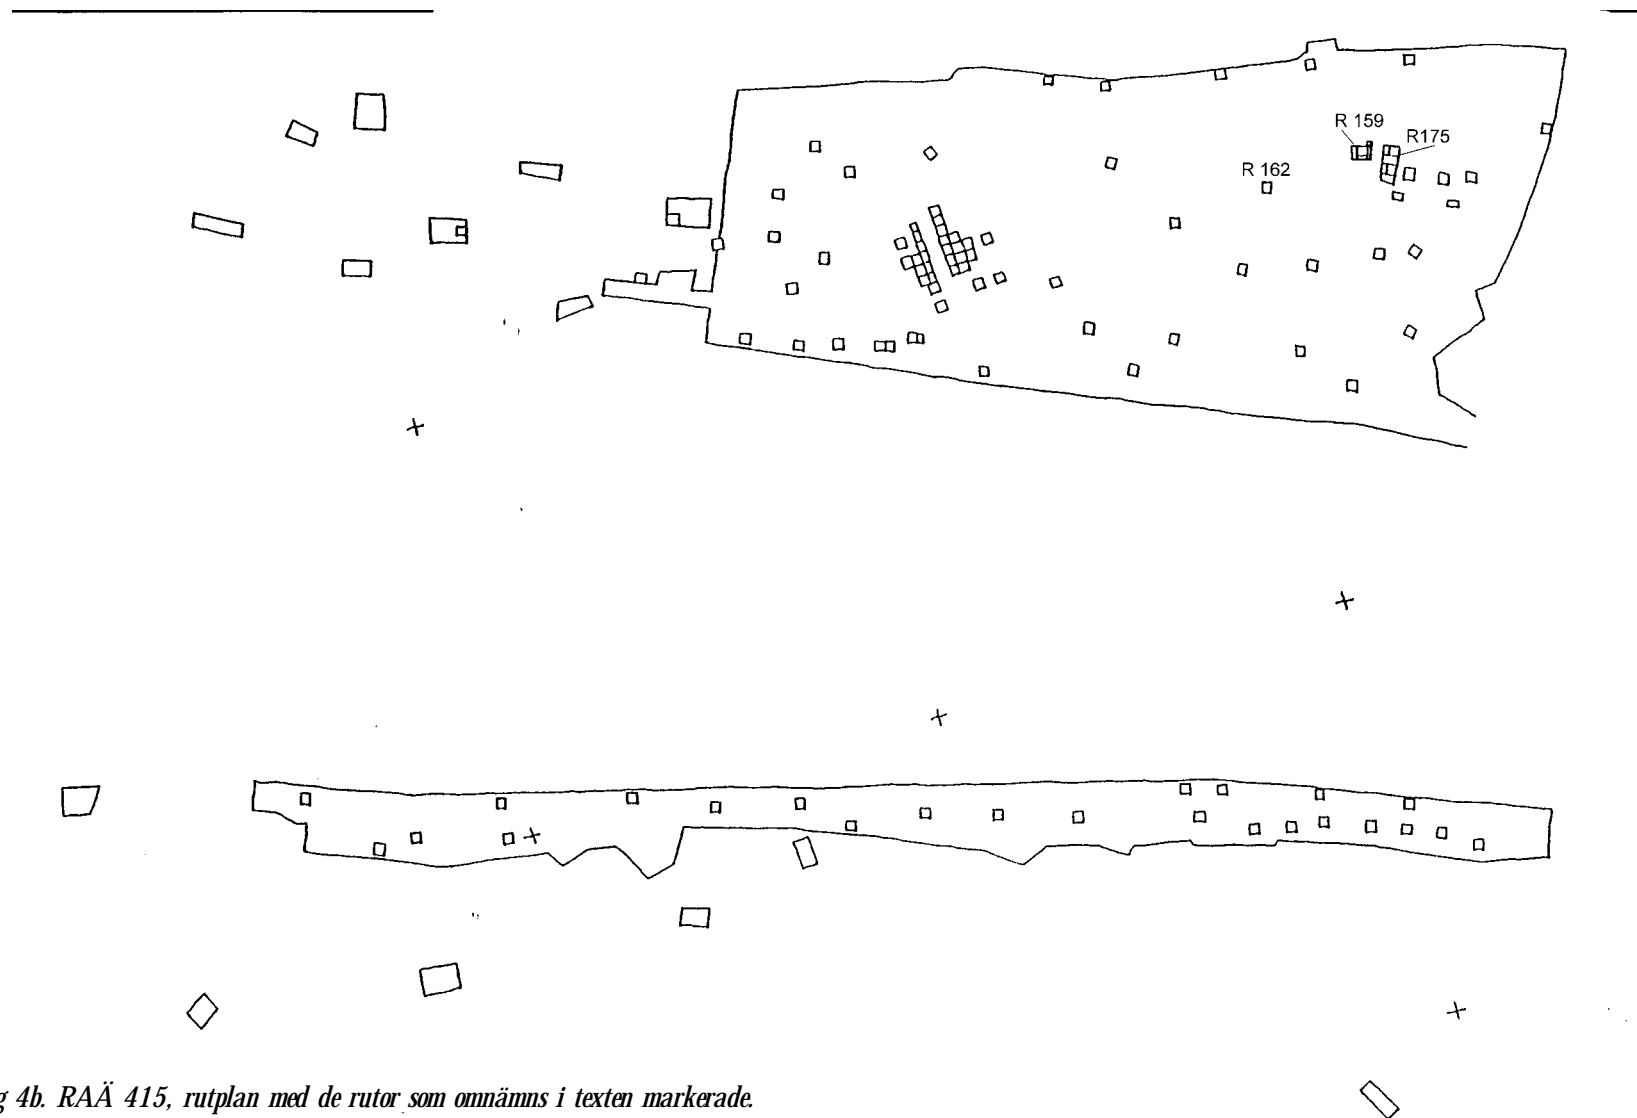 R 159
R175
R 162
g 4b. RAÄ 415, rutplan med de rutor som omnämns i texten markerade.